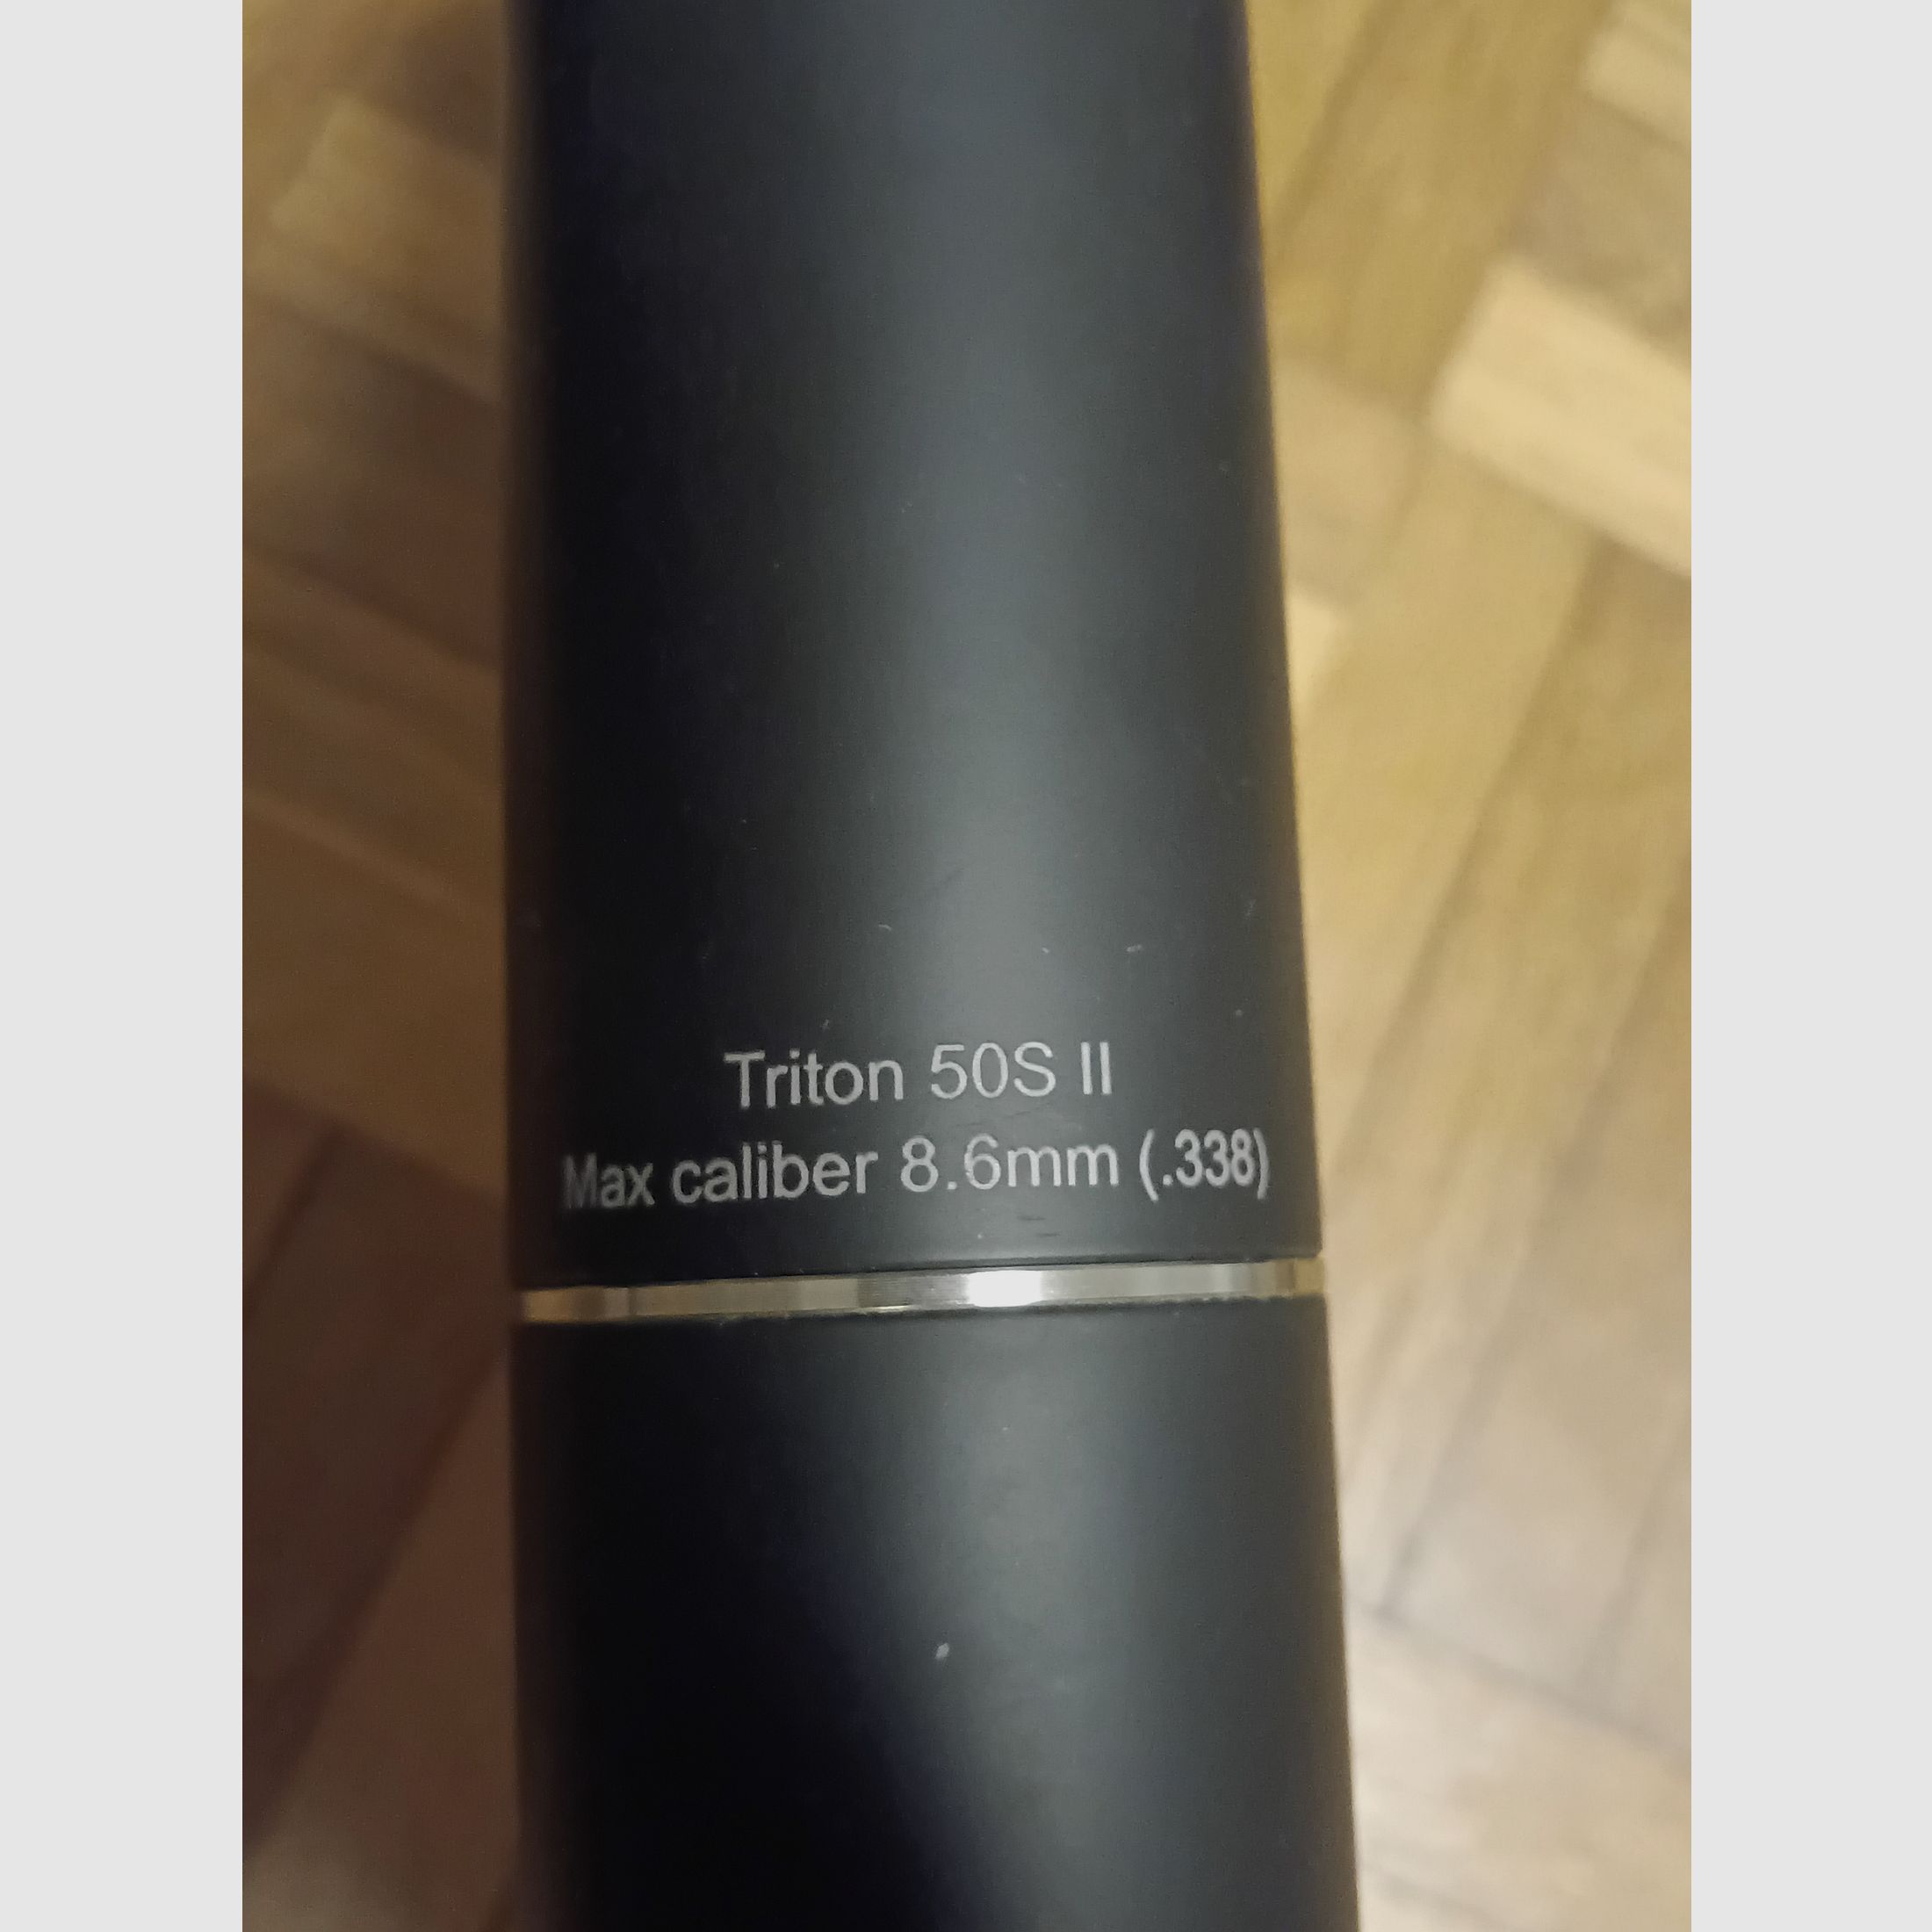 Triton 50S II
Max caliber 8.6mm (.338)